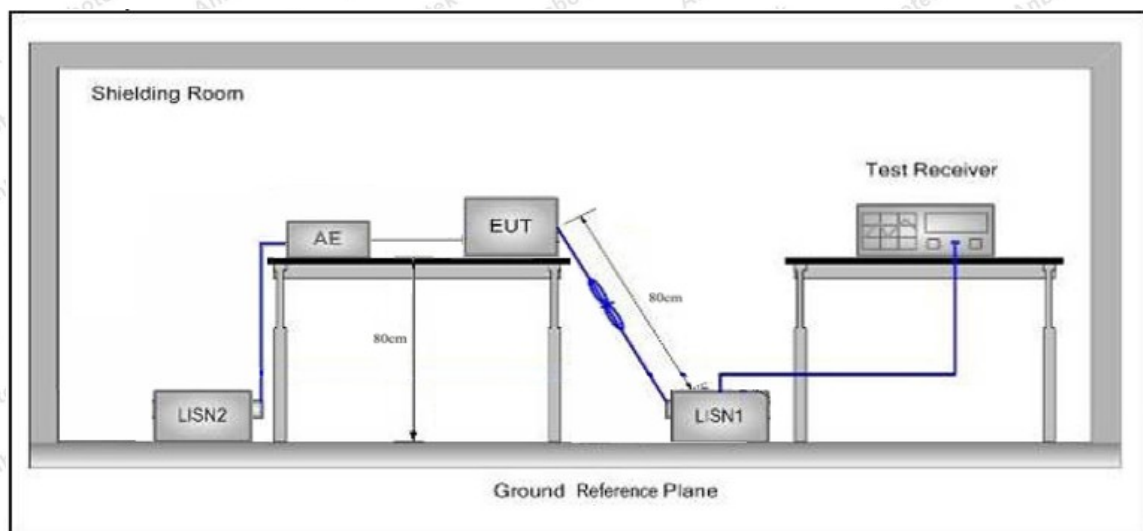 Shielding Room
Test Receiver
EUT
AE
80cm
80cm
LISN2
LISN1
Ground Reference Plane